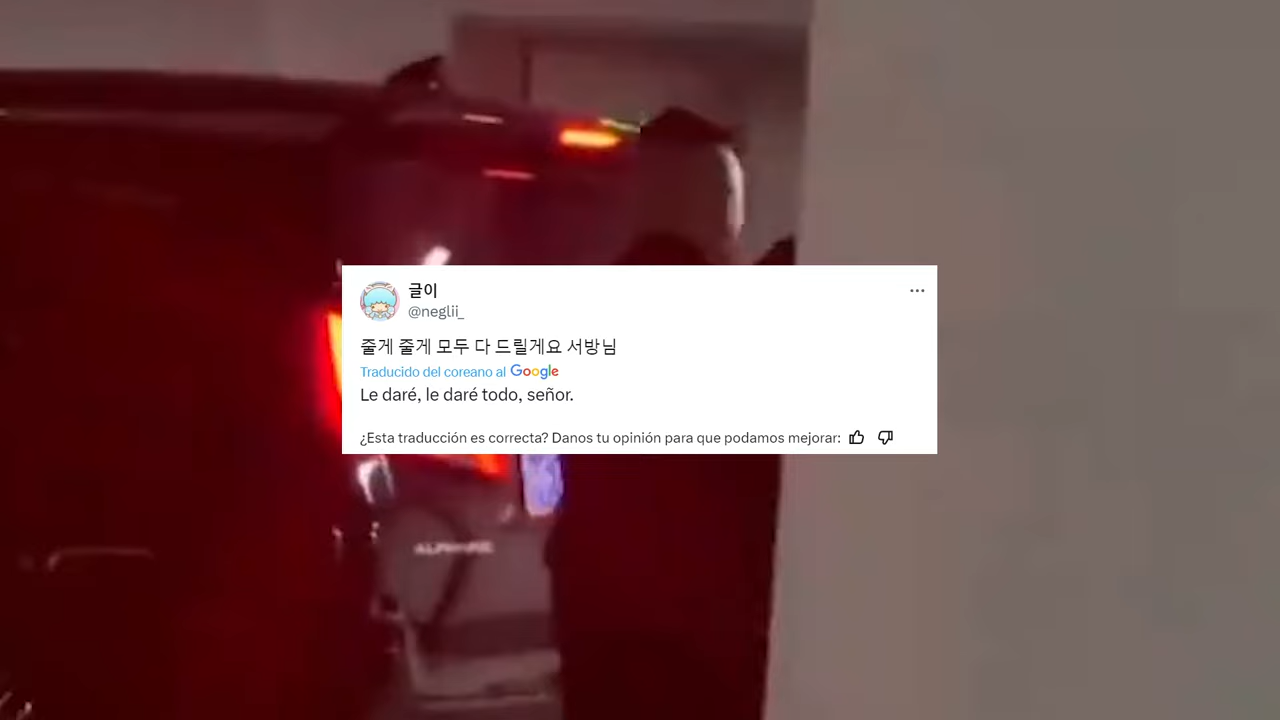 글이
@neglii_
줄게 줄게 모두 다 드릴게요 서방님
Traducido del coreano al Google
Le daré, le daré todo, señor.
¿Esta traducción es correcta? Danos tu opinión para que podamos mejorar: